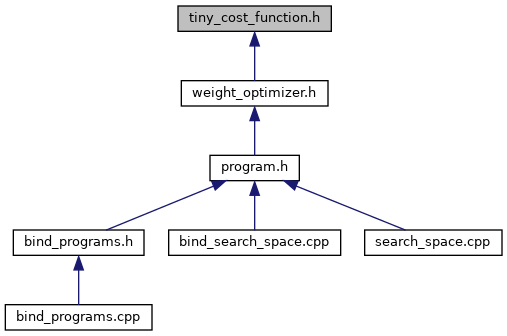 tiny_cost_function.h
weight_optimizer.h
program.h
bind_programs.h
bind_search_space.cpp
search_space.cpp
bind_programs.cpp